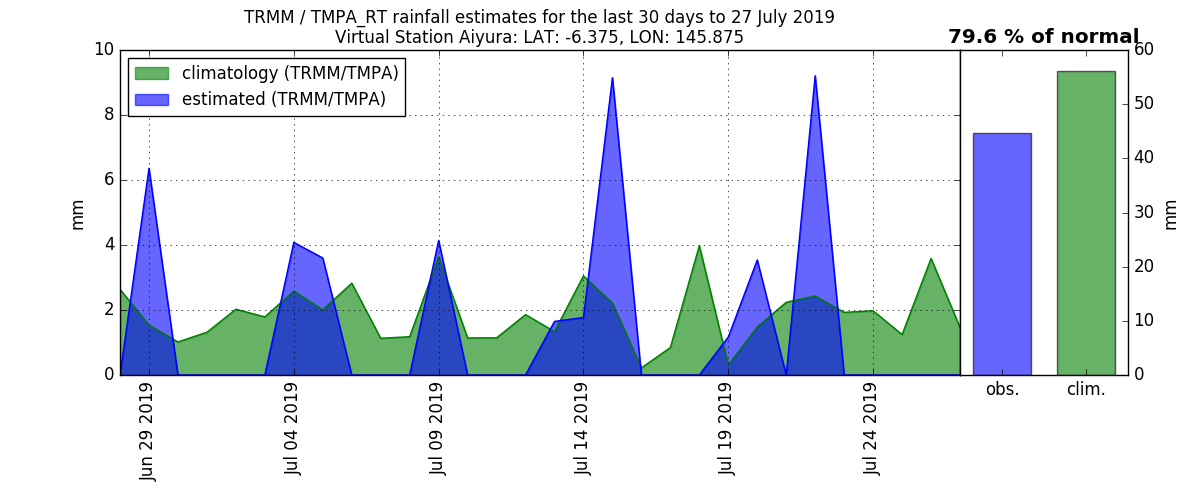 TRMM / TMPA_RT rainfall estimates for the last 30 days to 27 July 2019
Virtual Station Aiyura: LAT: -6.375, LON: 145.875
79.6 % of normal
climatology (TRMM/TMPA)
estimated (TRMM/TMPA)
10
8
6
4
2
0
mm
Jun 29 2019
Jul 04 2019
Jul 09 2019
Jul 14 2019
Jul 19 2019
Jul 24 2019
60
50
40
30
20
10
0
mm
obs.
clim.